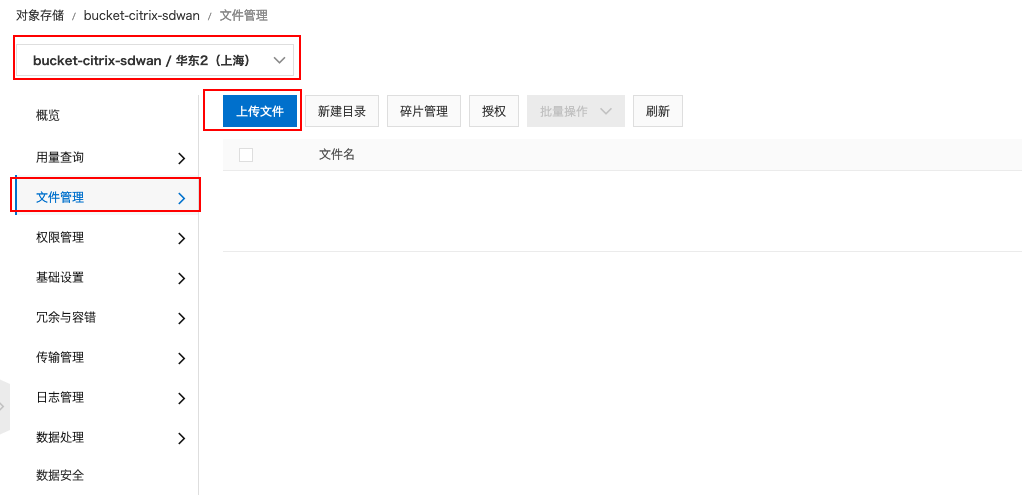 对象存储 / bucket-citrix-sdwan / 文件管理
bucket-citrix-sdwan / 华东2（上海）
概览
用量查询
文件管理
权限管理
基础设置
冗余与容错
传输管理
日志管理
数据处理
数据安全
上传文件 新建目录 碎片管理 授权 批量操作 刷新
文件名